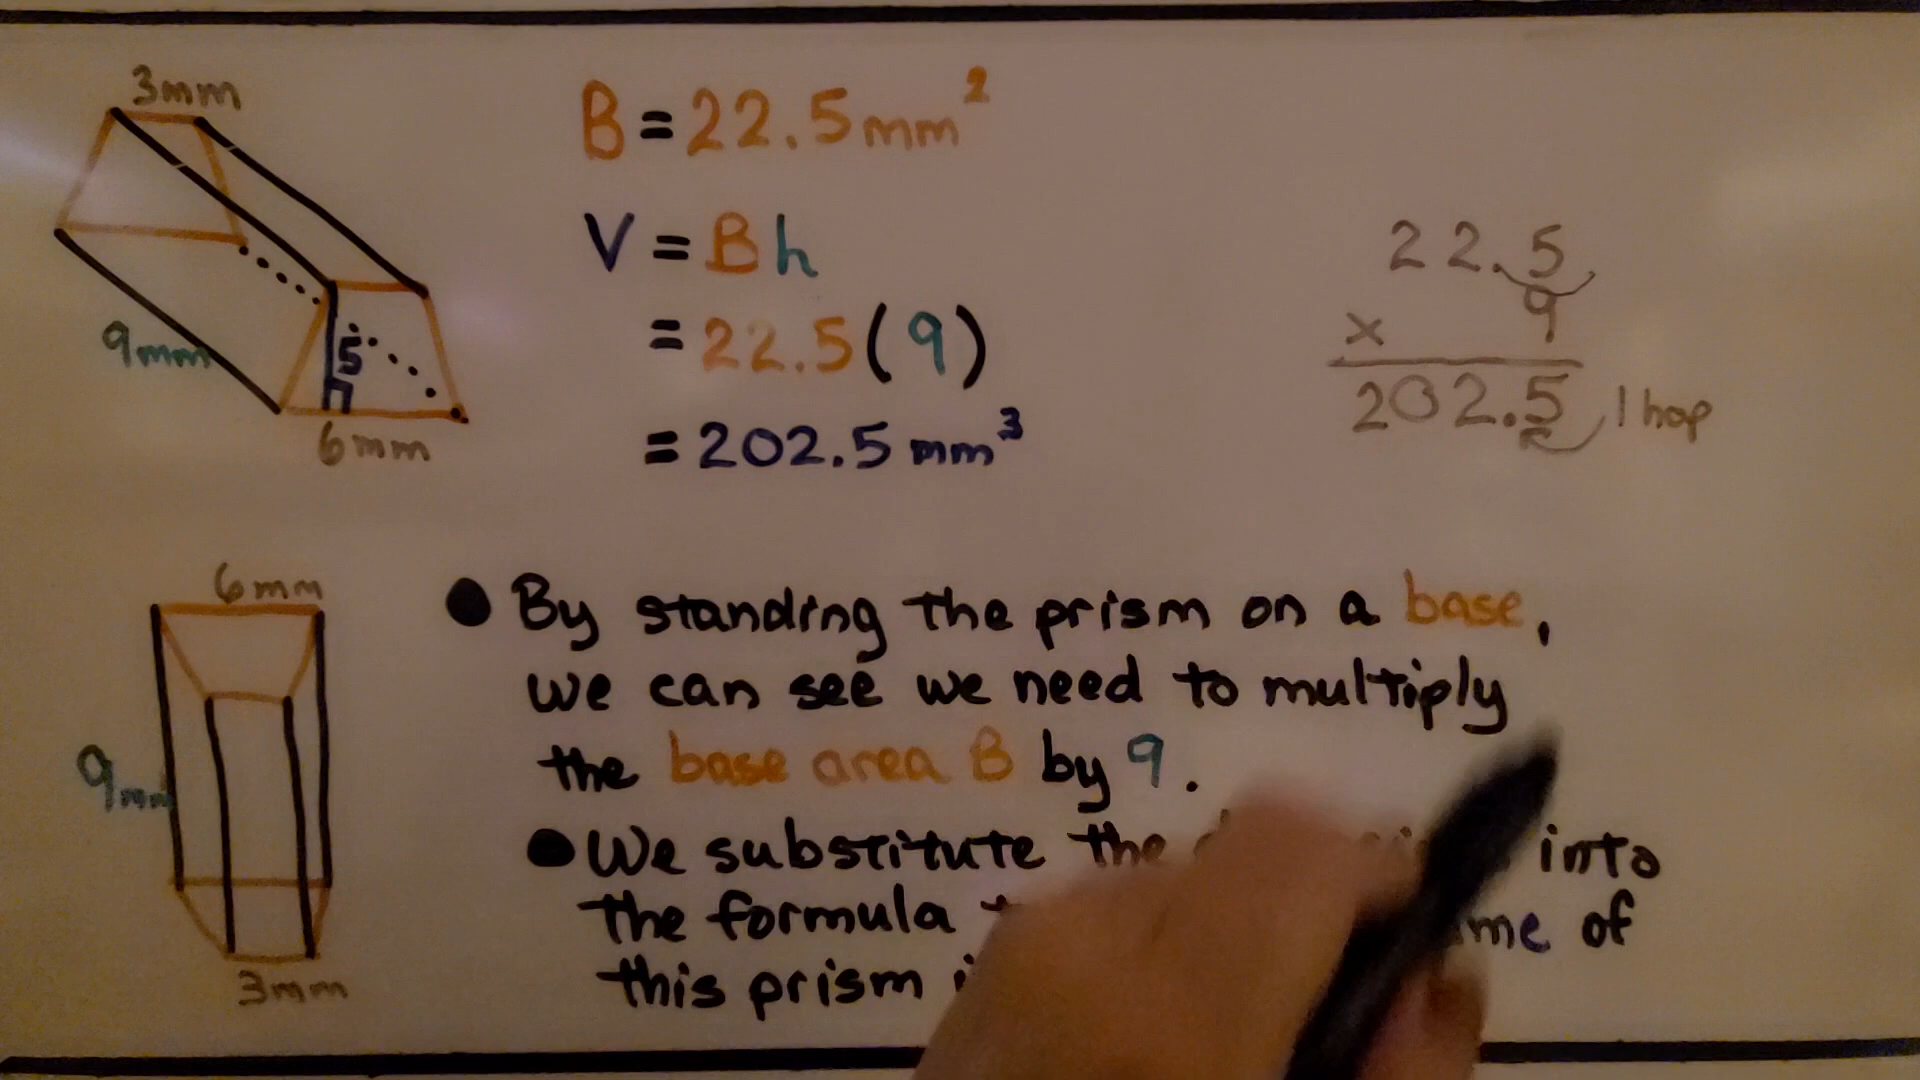 3mm
B = 22.5mm²
V = Bh
= 22.5(9)
= 202.5 mm³
9mm
5
6mm
22.5
x 9
202.5 1 hop
6mm
9mm
3mm
● By standing the prism on a base,
we can see we need to multiply
the base area B by 9.
● We substitute the into
the formula of
this prism